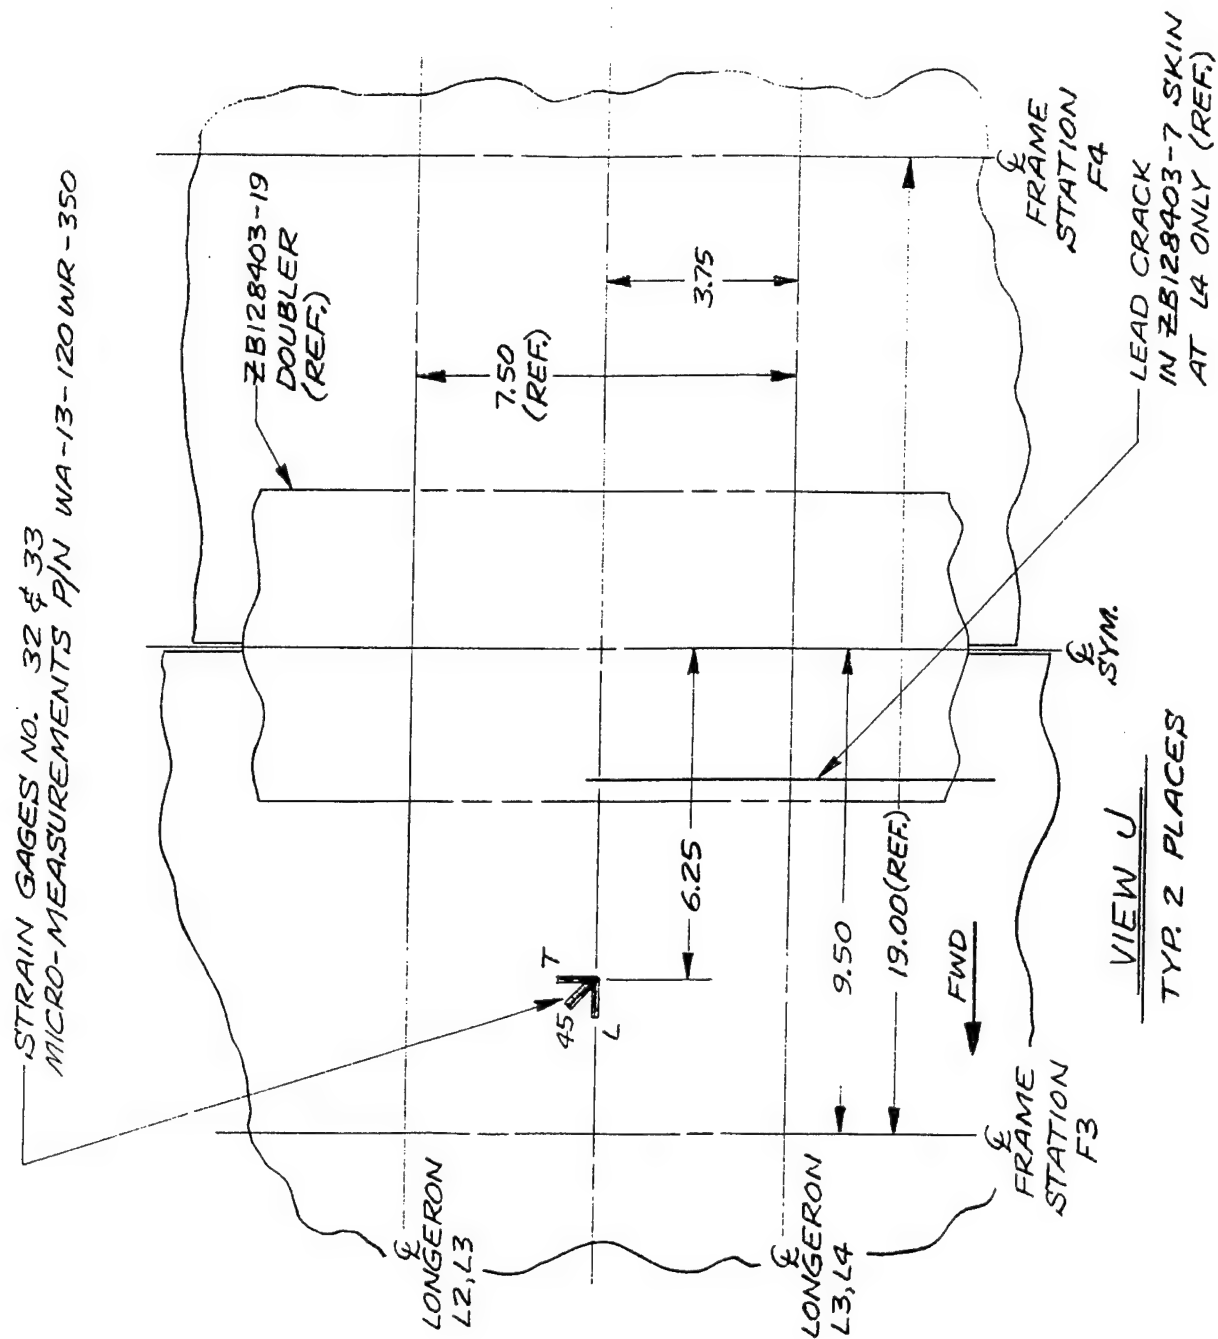 STRAIN GAGES NO. 32 & 33
MICRO-MEASUREMENTS P/N WA-13-120WR-350
ZB128403-19
DOUBLER
(REF.)
7.50
(REF.)
3.75
℄
FRAME
STATION
F4
LEAD CRACK
IN ZB128403-7 SKIN
AT L4 ONLY (REF.)
℄
SYM.
6.25
9.50
19.00(REF.)
T
45
L
FWD
℄
LONGERON
L2,L3
℄
LONGERON
L3,L4
℄
FRAME
STATION
F3
VIEW J
TYP. 2 PLACES